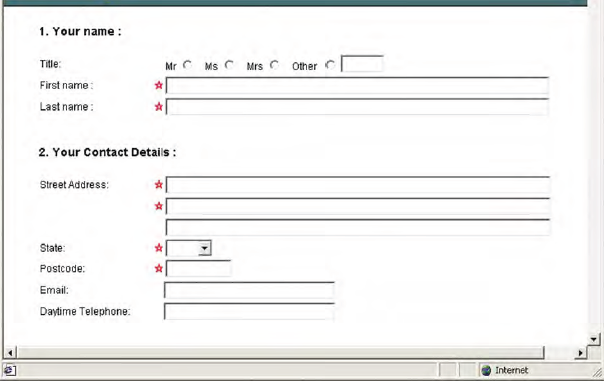 1. Your name :
Title: Mr Ms Mrs Other
First name :
Last name :
2. Your Contact Details :
Street Address:
State:
Postcode:
Email:
Daytime Telephone:
Internet